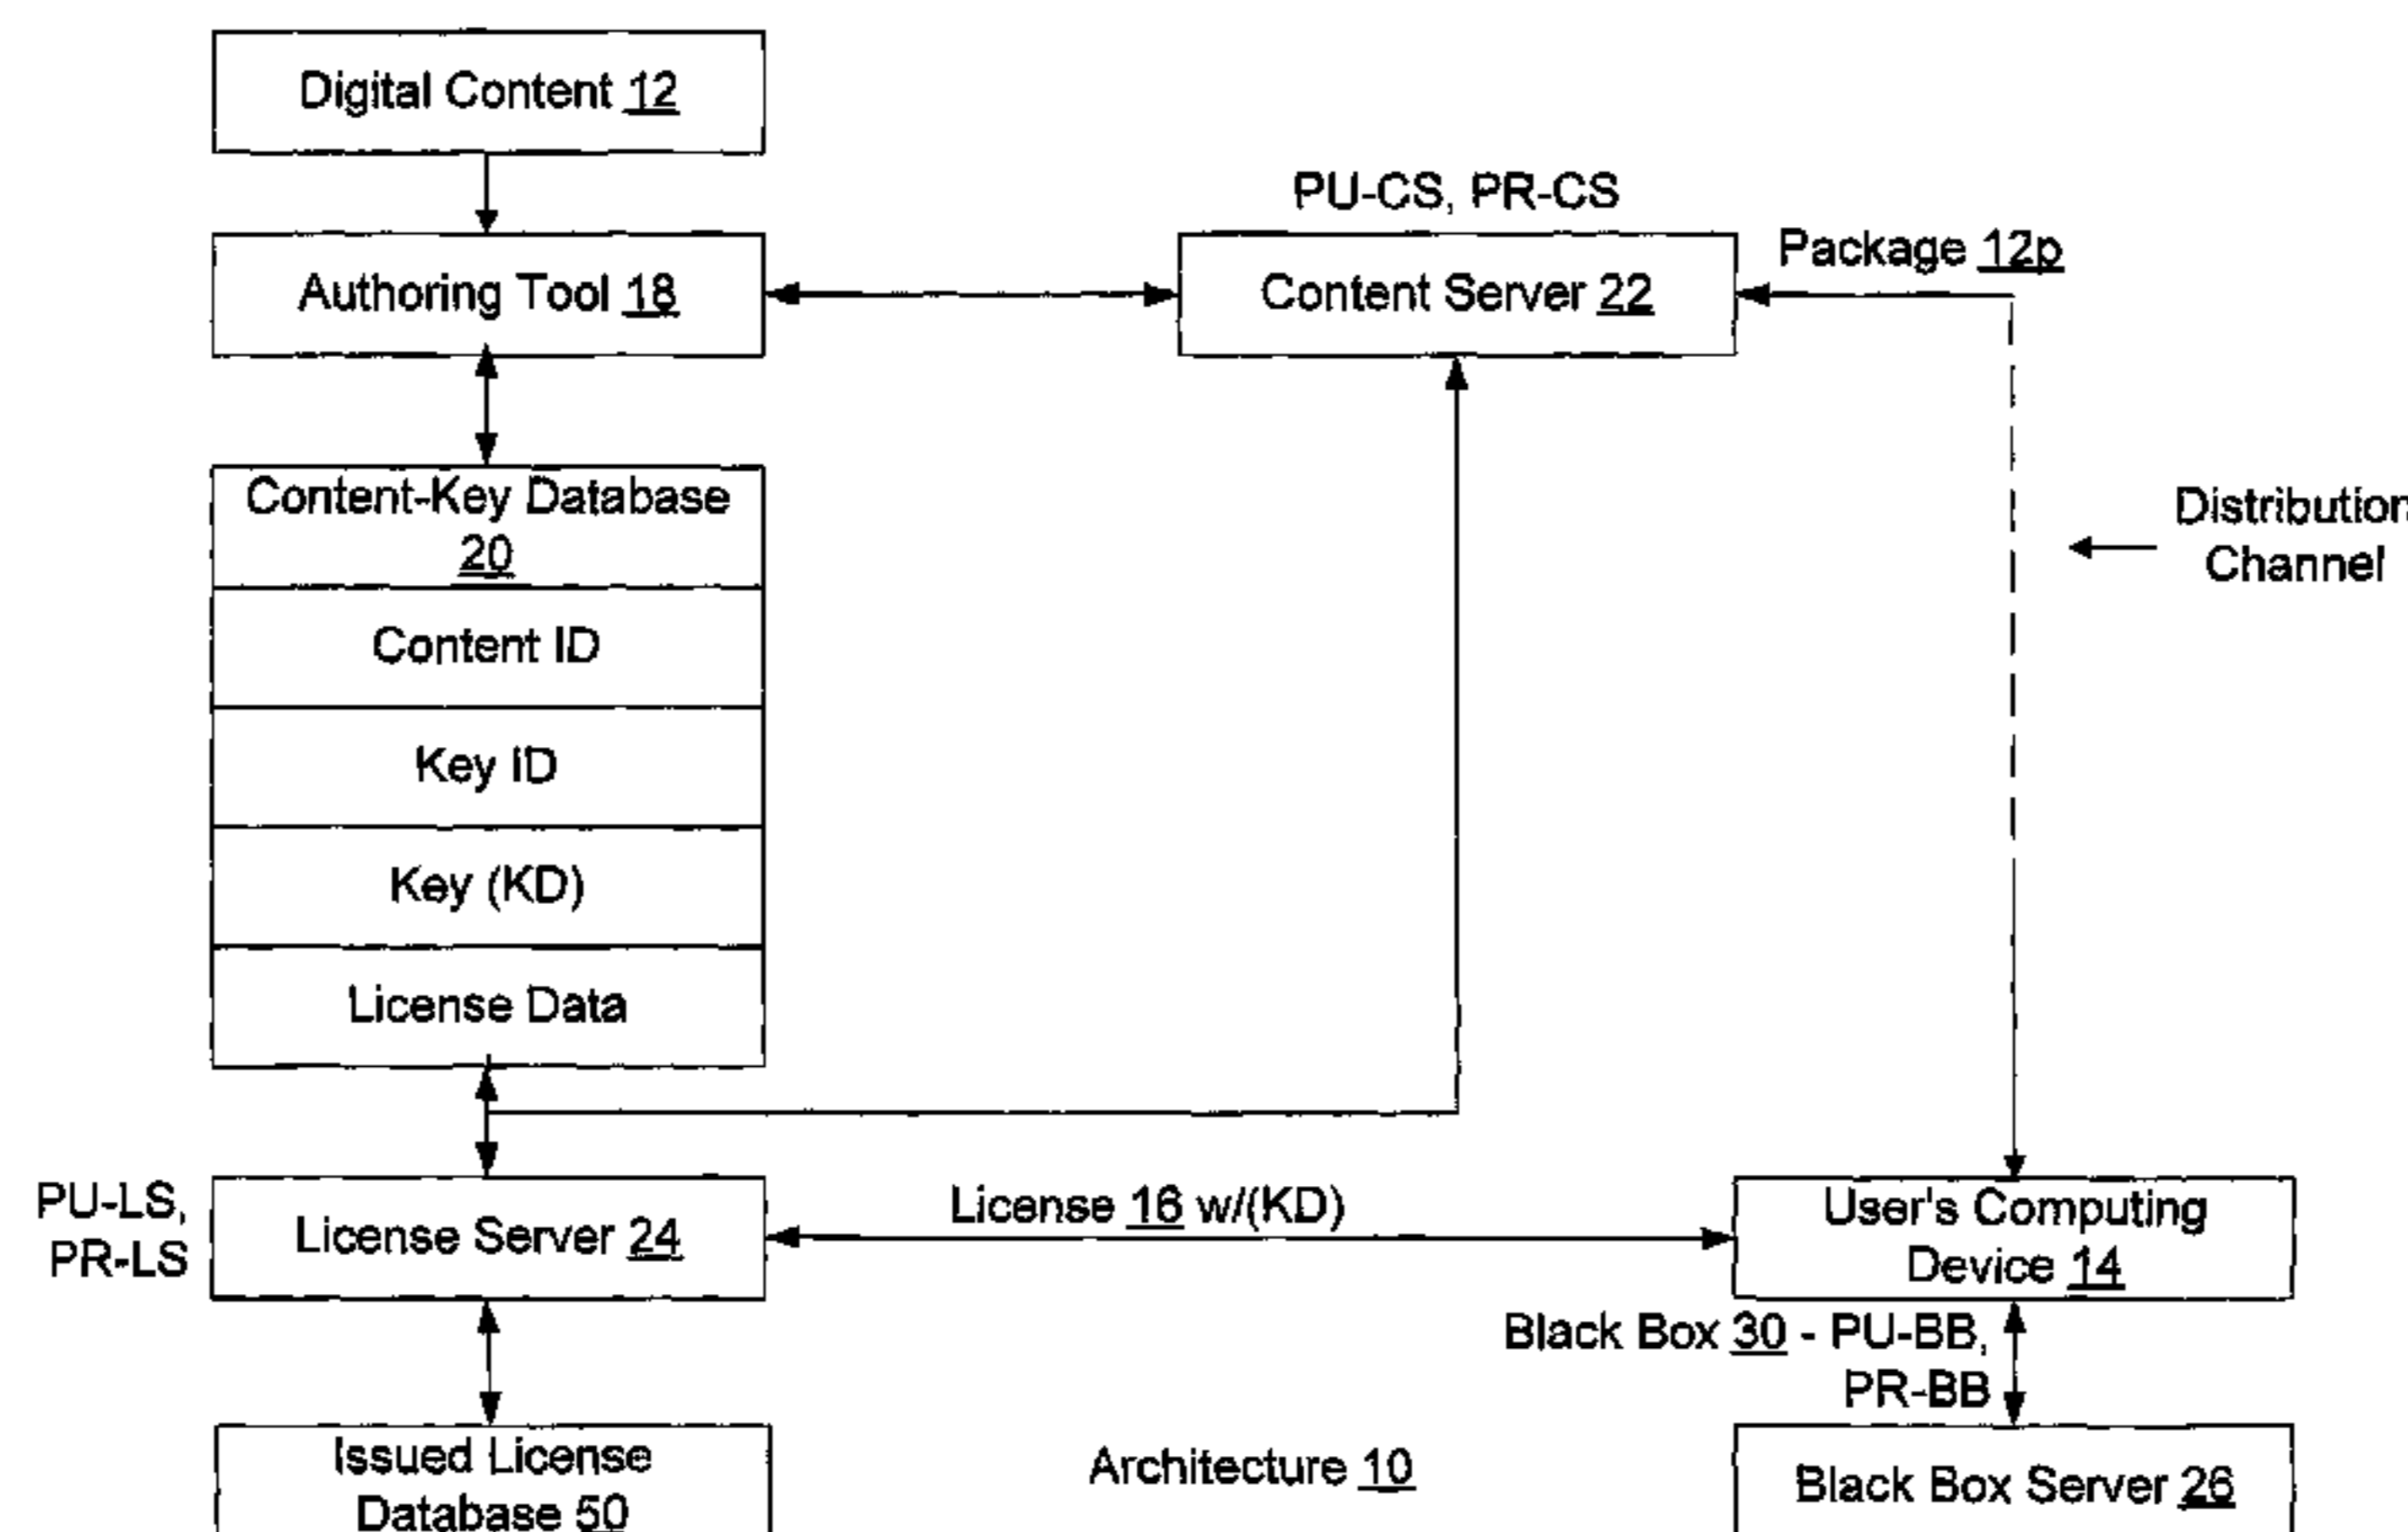 Digital Content 12
PU-CS, PR-CS
Package 12p
Authoring Tool 18
Content Server 22
Content-Key Database
20
Distribution
Channel
Content ID
Key ID
Key (KD)
License Data
PU-LS,
PR-LS
License Server 24
License 16 w/(KD)
User's Computing
Device 14
Black Box 30 - PU-BB,
PR-BB
Issued License
Database 50
Architecture 10
Black Box Server 26